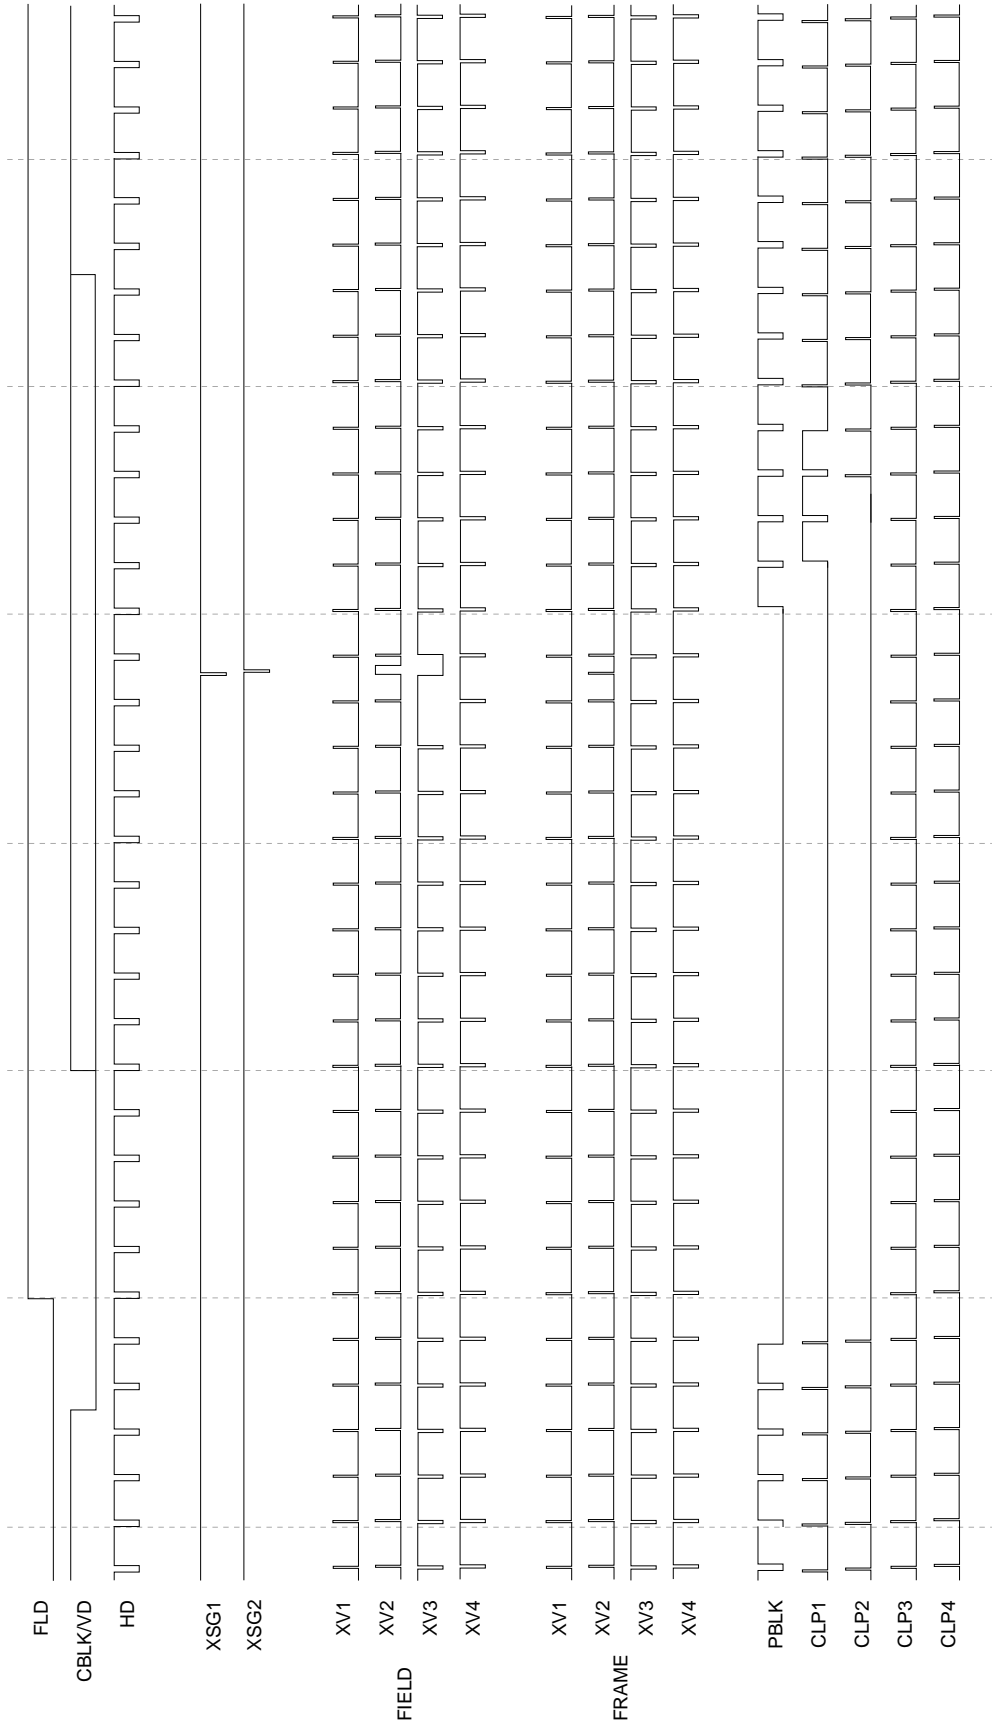 FLD
CBLK/VD
HD
XSG1
XSG2
FIELD
XV1
XV2
XV3
XV4
FRAME
XV1
XV2
XV3
XV4
PBLK
CLP1
CLP2
CLP3
CLP4